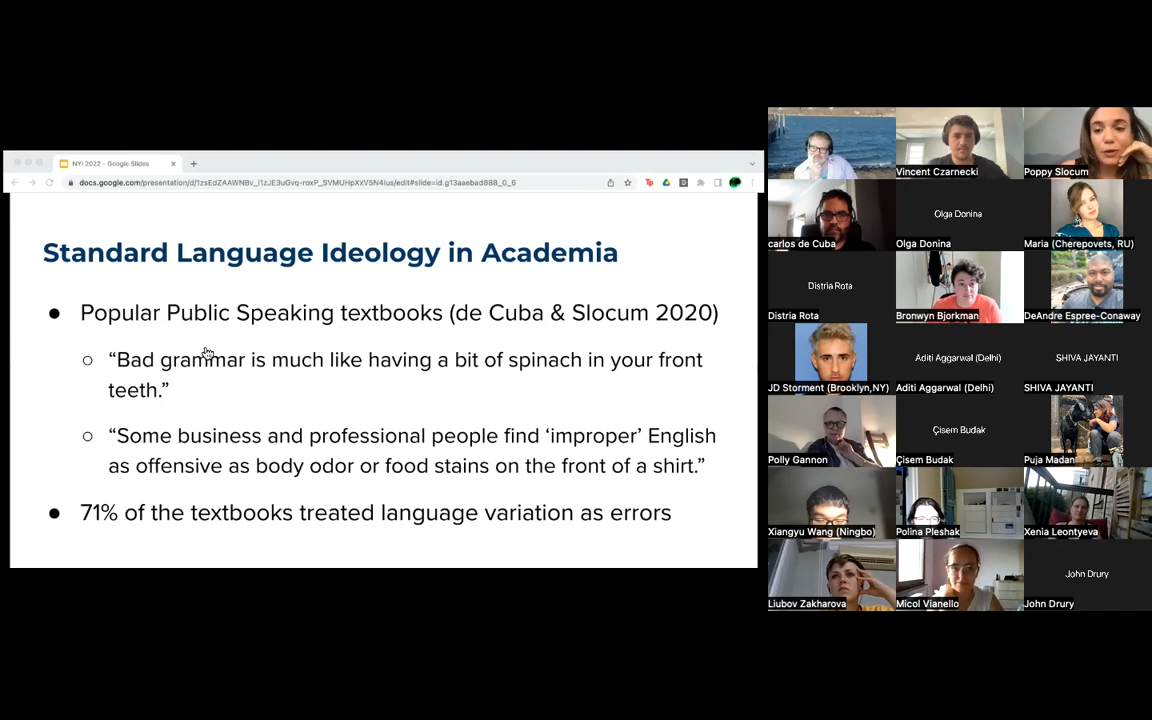 NYI 2022 - Google Slides
docs.google.com/presentation/d/1zsEdZAAWNBv_l1zJE3uGvq-roxP_SVMUHpXxV5N4lus/edit#slide=id.g13aaebad888_0_6
Standard Language Ideology in Academia
● Popular Public Speaking textbooks (de Cuba & Slocum 2020)
○ “Bad grammar is much like having a bit of spinach in your front
teeth.”
○ “Some business and professional people find ‘improper’ English
as offensive as body odor or food stains on the front of a shirt.”
● 71% of the textbooks treated language variation as errors
Vincent Czarnecki
Poppy Slocum
carlos de Cuba
Olga Donina
Olga Donina
Maria (Cherepovets, RU)
Distria Rota
Distria Rota
Bronwyn Bjorkman
DeAndre Espree-Conaway
JD Storment (Brooklyn,NY)
Aditi Aggarwal (Delhi)
Aditi Aggarwal (Delhi)
SHIVA JAYANTI
SHIVA JAYANTI
Polly Gannon
Çisem Budak
Çisem Budak
Puja Madan
Xiangyu Wang (Ningbo)
Polina Pleshak
Xenia Leontyeva
Liubov Zakharova
Micol Vianello
John Drury
John Drury